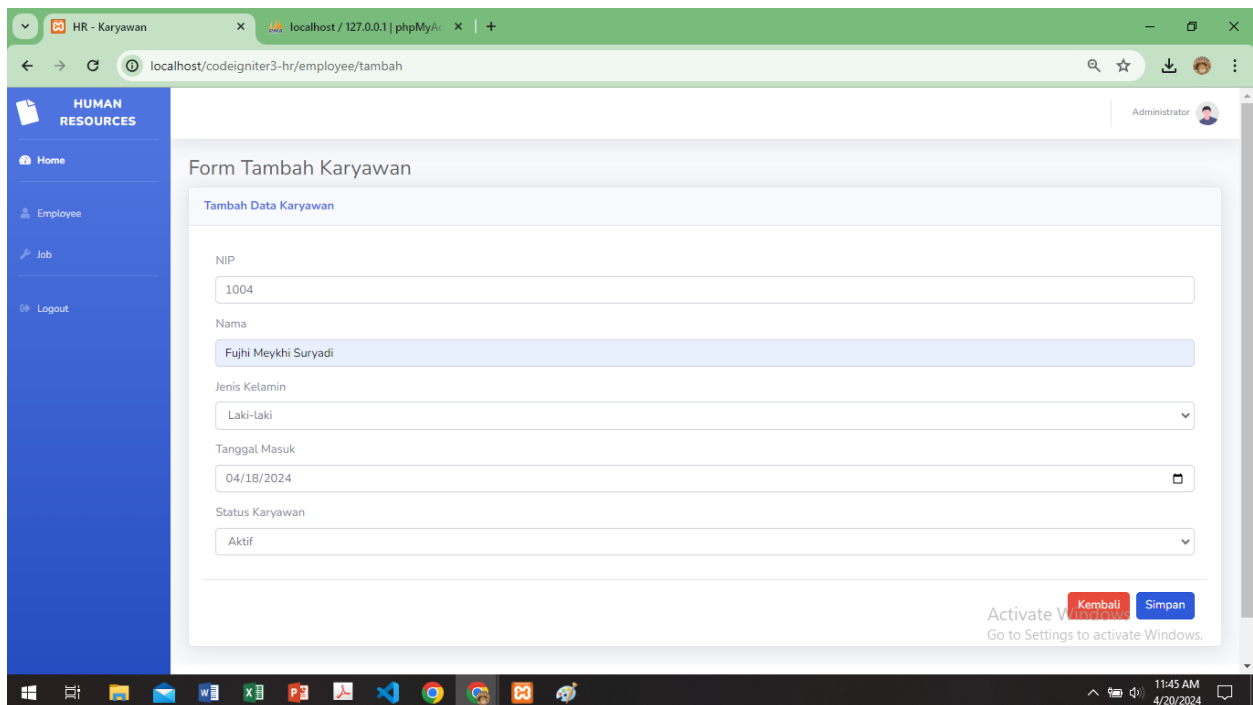 HR - Karyawan
localhost / 127.0.0.1 | phpMyAc
localhost/codeigniter3-hr/employee/tambah
HUMAN
RESOURCES
Administrator
Home
Employee
Job
Logout
Form Tambah Karyawan
Tambah Data Karyawan
NIP
1004
Nama
Fujhi Meykhi Suryadi
Jenis Kelamin
Laki-laki
Tanggal Masuk
04/18/2024
Status Karyawan
Aktif
Kembali
Simpan
Activate Windows
Go to Settings to activate Windows.
11:45 AM
4/20/2024